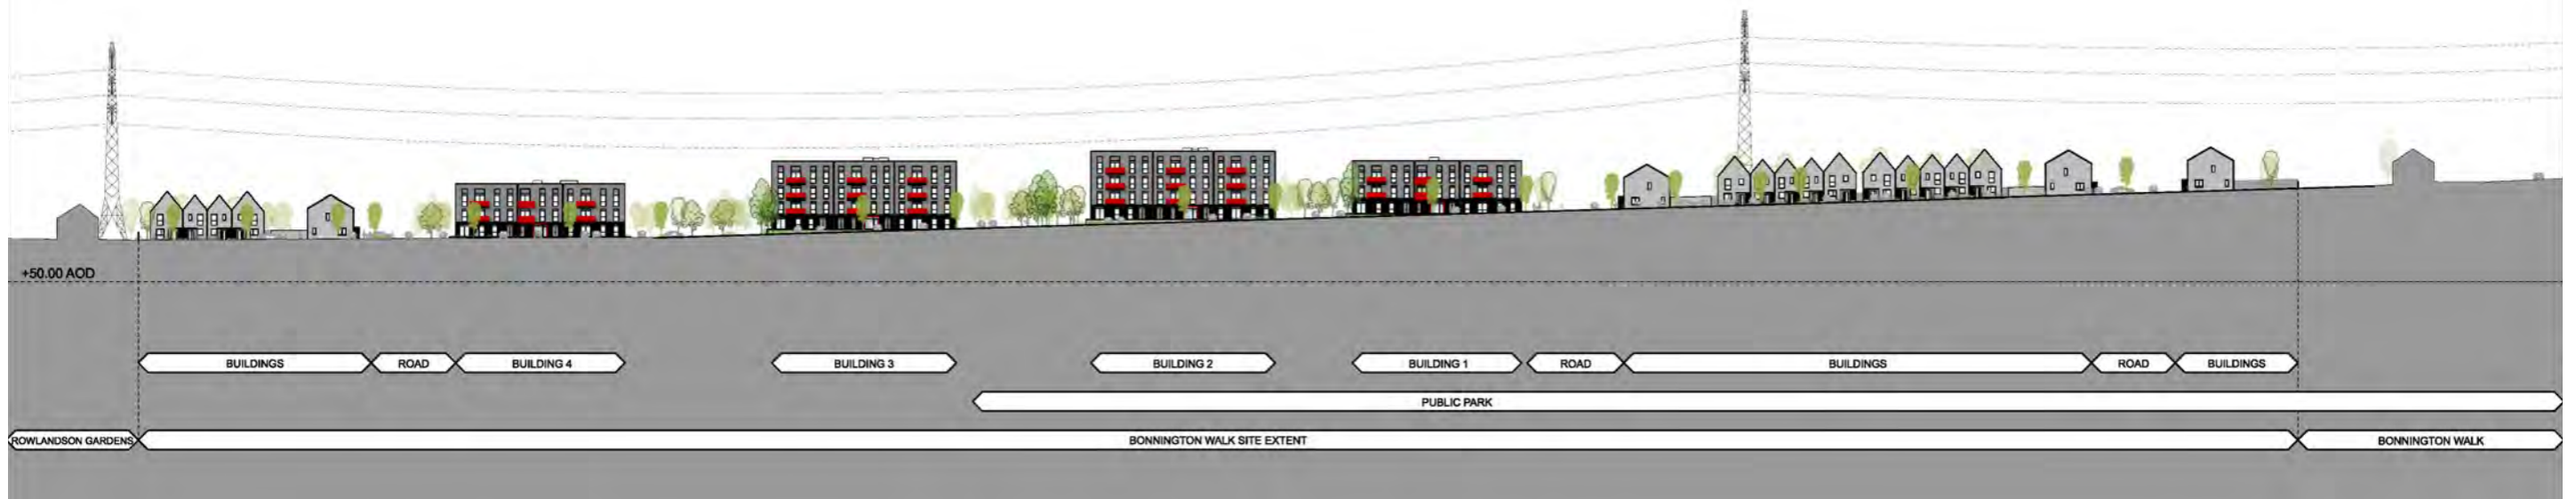 +50.00 AOD
BUILDINGS
ROAD
BUILDING 4
BUILDING 3
BUILDING 2
BUILDING 1
ROAD
BUILDINGS
ROAD
BUILDINGS
PUBLIC PARK
ROWLANDSON GARDENS
BONNINGTON WALK SITE EXTENT
BONNINGTON WALK